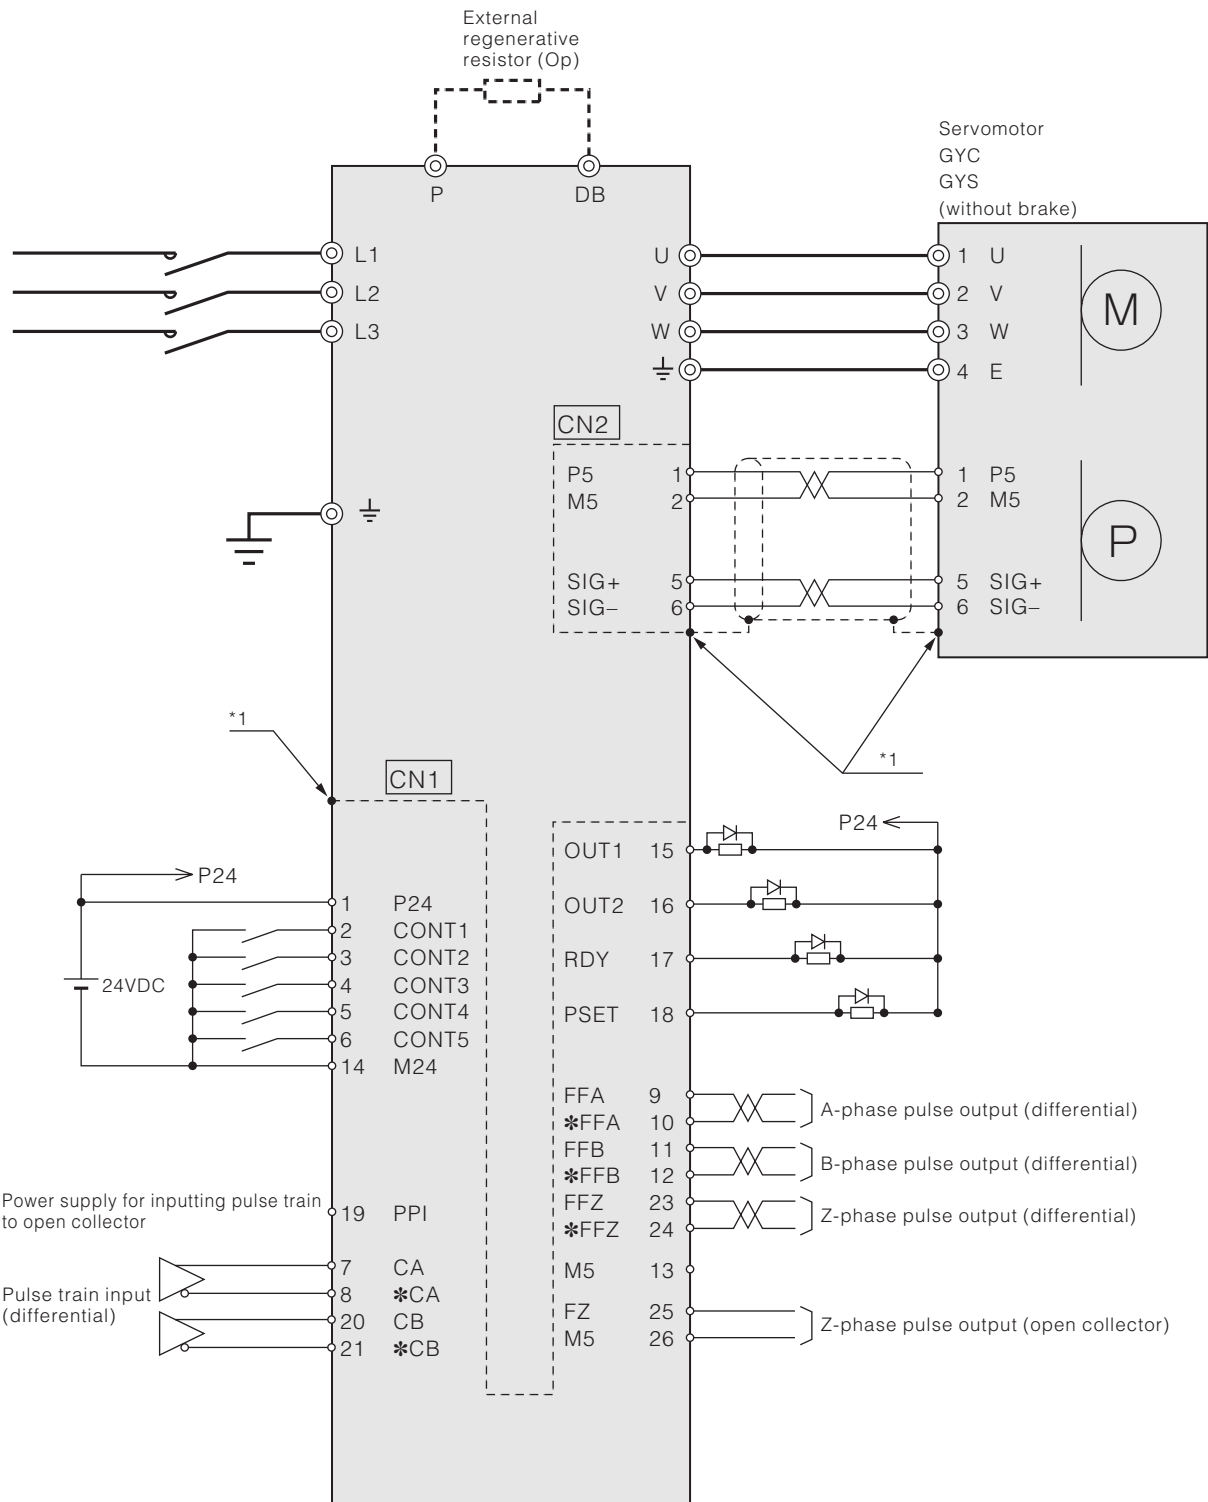 External
regenerative
resistor (Op)
P
DB
Servomotor
GYC
GYS
(without brake)
L1
L2
L3
U
V
W
1 U
2 V
3 W
4 E
M
CN2
P5 1
M5 2
SIG+ 5
SIG– 6
1 P5
2 M5
5 SIG+
6 SIG–
P
*1
*1
CN1
P24
24VDC
1 P24
2 CONT1
3 CONT2
4 CONT3
5 CONT4
6 CONT5
14 M24
P24
OUT1 15
OUT2 16
RDY 17
PSET 18
FFA 9
✻FFA 10
A-phase pulse output (differential)
FFB 11
✻FFB 12
B-phase pulse output (differential)
FFZ 23
✻FFZ 24
Z-phase pulse output (differential)
M5 13
FZ 25
M5 26
Z-phase pulse output (open collector)
Power supply for inputting pulse train
to open collector
19 PPI
Pulse train input
(differential)
7 CA
8 ✻CA
20 CB
21 ✻CB